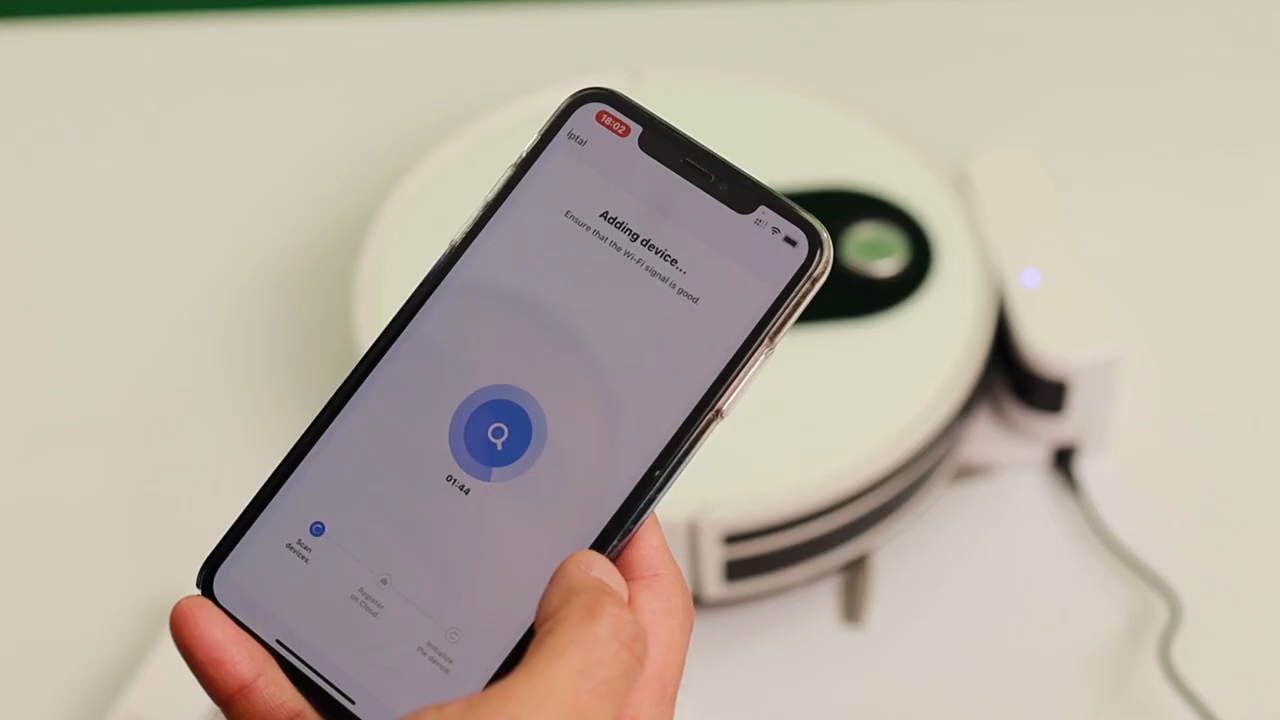 18:02
iptal
Adding device...
Ensure that the Wi-Fi signal is good.
01:44
Scan
devices.
Register
on Cloud.
Initialize
the device.